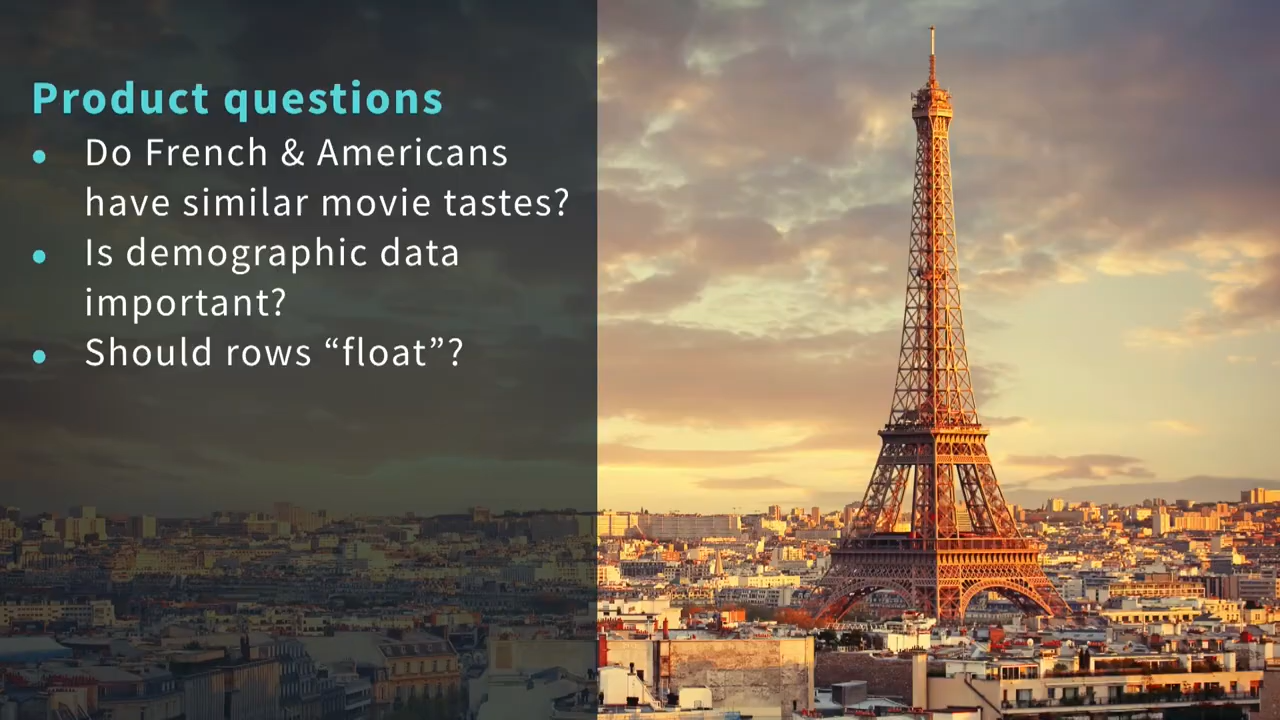 Product questions
Do French & Americans
have similar movie tastes?
Is demographic data
important?
Should rows “float”?